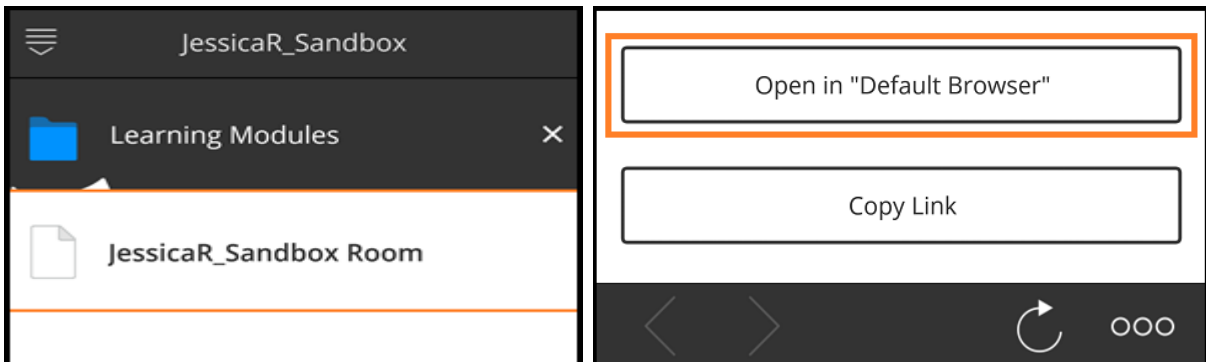 JessicaR_Sandbox
Learning Modules
JessicaR_Sandbox Room
Open in "Default Browser"
Copy Link